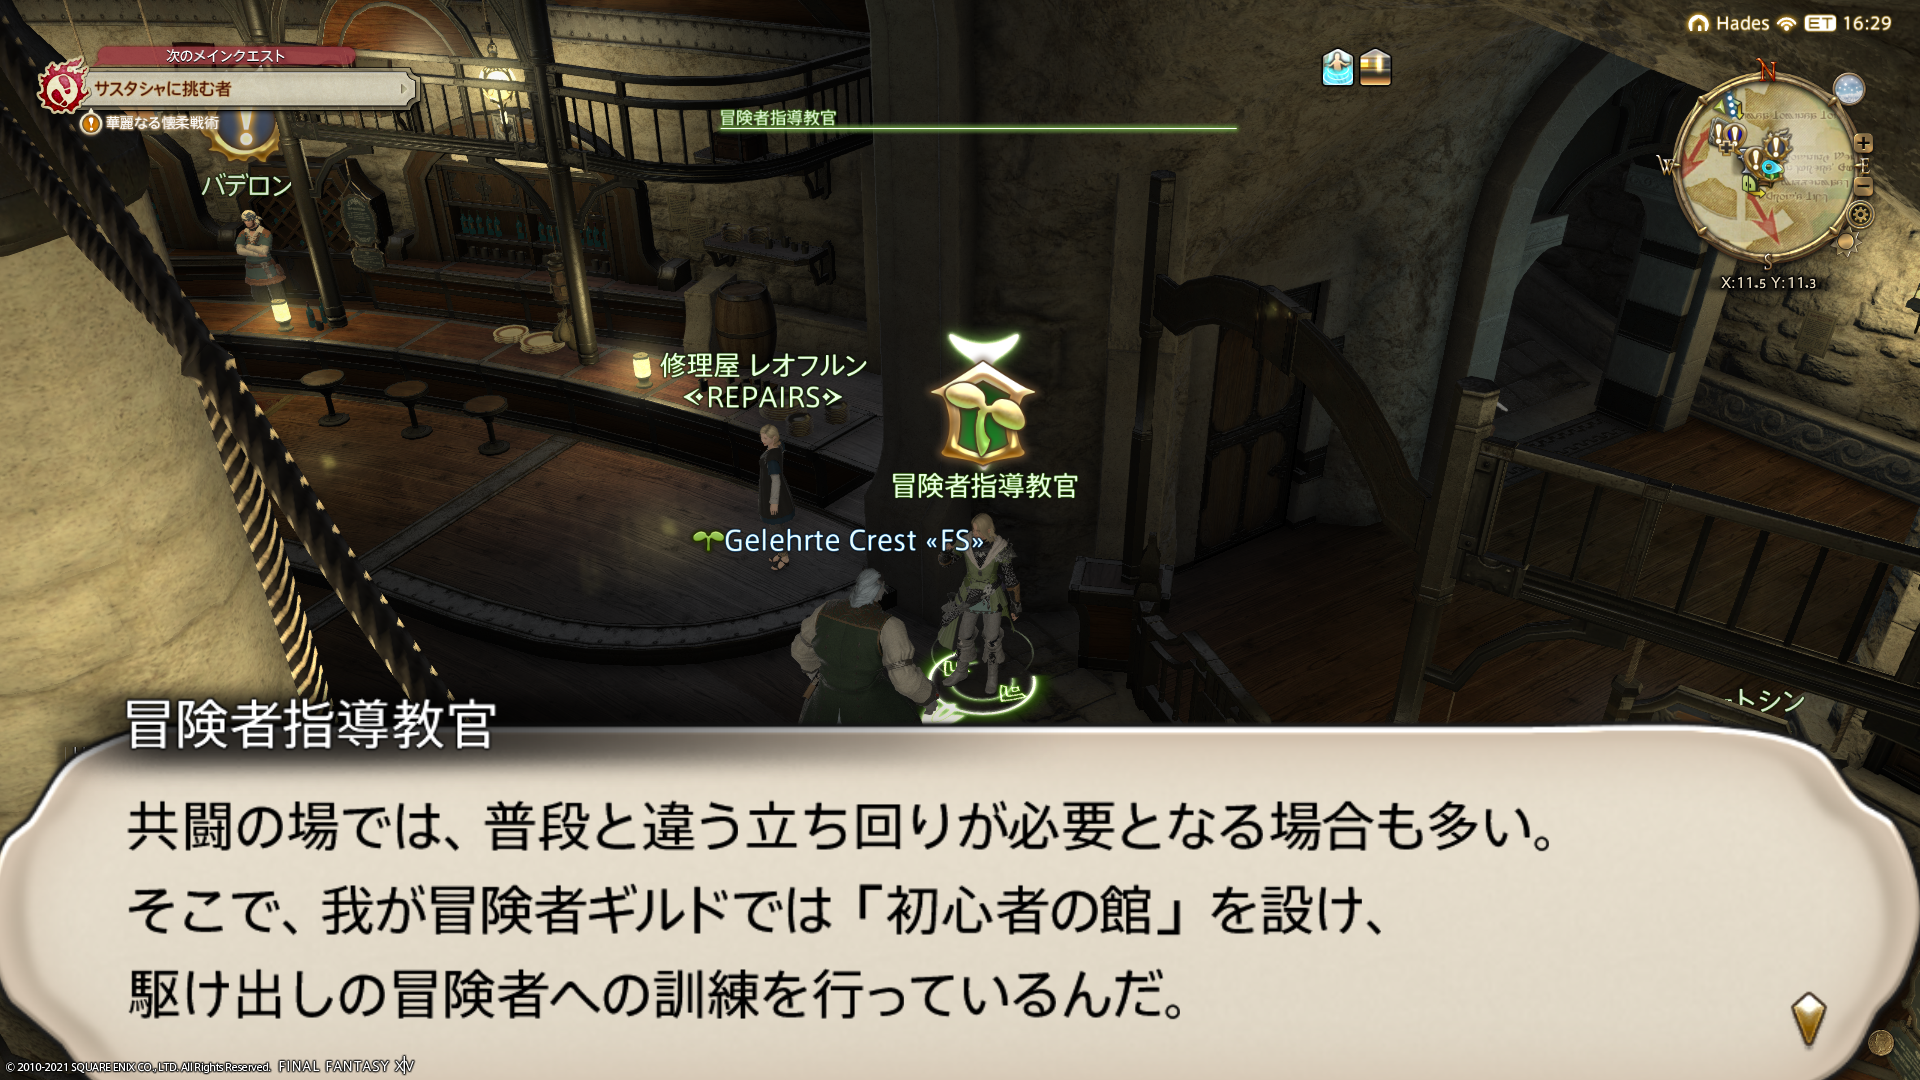 Hades ET 16:29
次のメインクエスト
サスタシャに挑む者
華麗なる懐柔戦術
冒険者指導教官
N
W
E
S
X:11.5 Y:11.3
バデロン
修理屋 レオフルン
«REPAIRS»
冒険者指導教官
Gelehrte Crest «FS»
トシン
冒険者指導教官
共闘の場では、普段と違う立ち回りが必要となる場合も多い。
そこで、我が冒険者ギルドでは「初心者の館」を設け、
駆け出しの冒険者への訓練を行っているんだ。
© 2010-2021 SQUARE ENIX CO., LTD. All Rights Reserved. FINAL FANTASY XIV